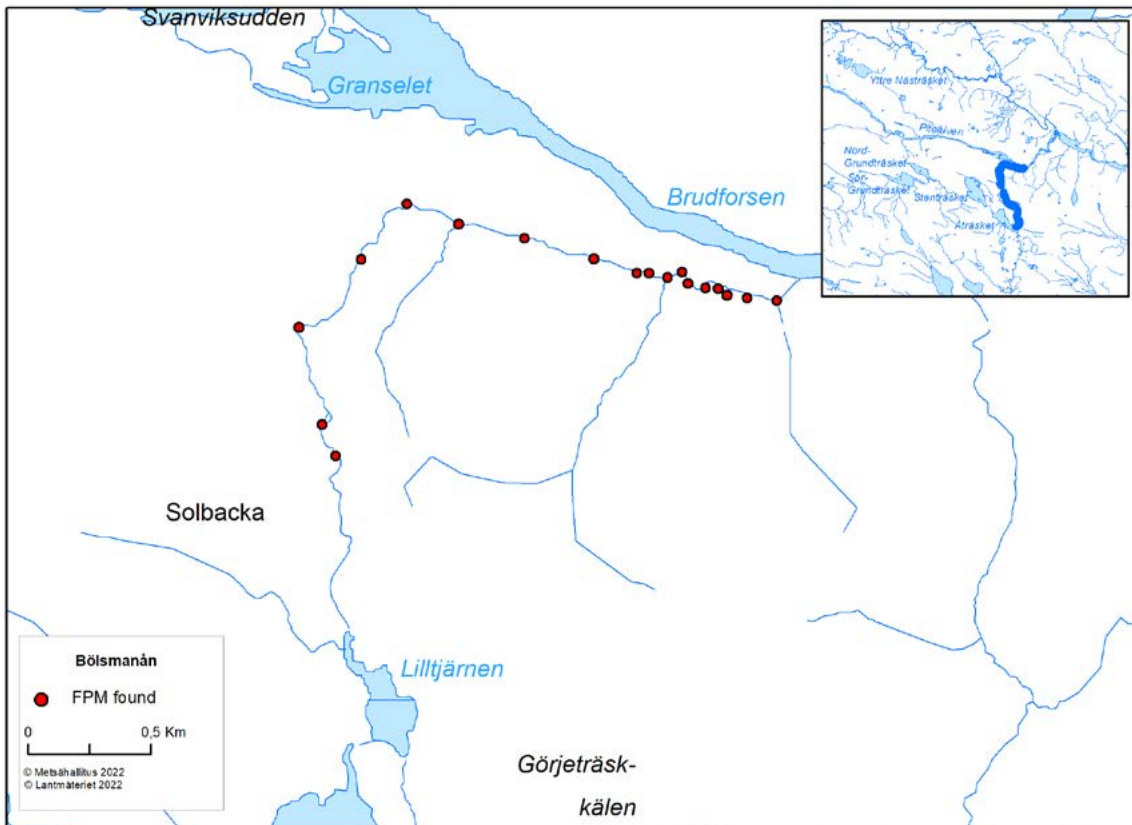 Svanviksudden
Granselet
Brudforsen
Yttre Nästräsket
Piteälven
Nord-
Grundträsket
Sör-
Grundträsket
Stenträsket
Åträsket
Solbacka
Lilltjärnen
Görjeträsk-
kälen
Bölsmanån
FPM found
0 0,5 Km
© Metsähallitus 2022
© Lantmäteriet 2022